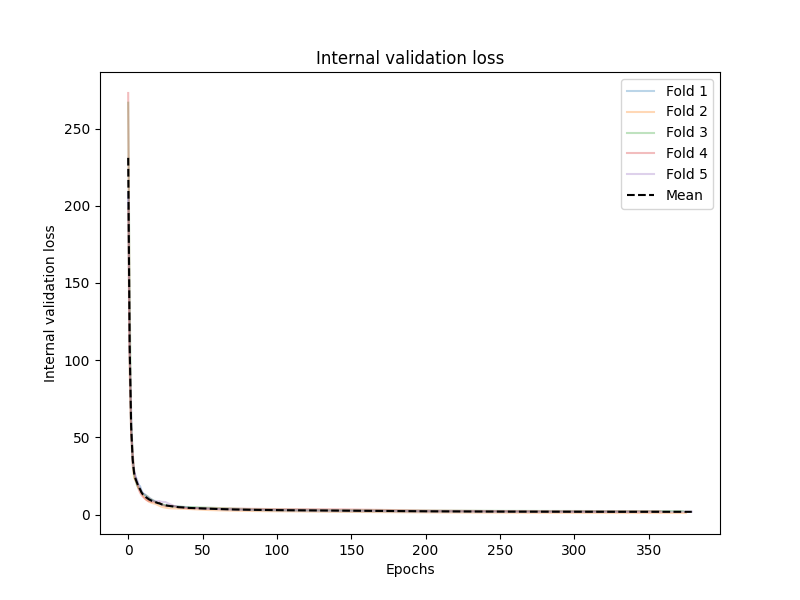 Internal validation loss
Fold 1
Fold 2
Fold 3
Fold 4
Fold 5
Mean
Internal validation loss
250
200
150
100
50
0
0 50 100 150 200 250 300 350
Epochs